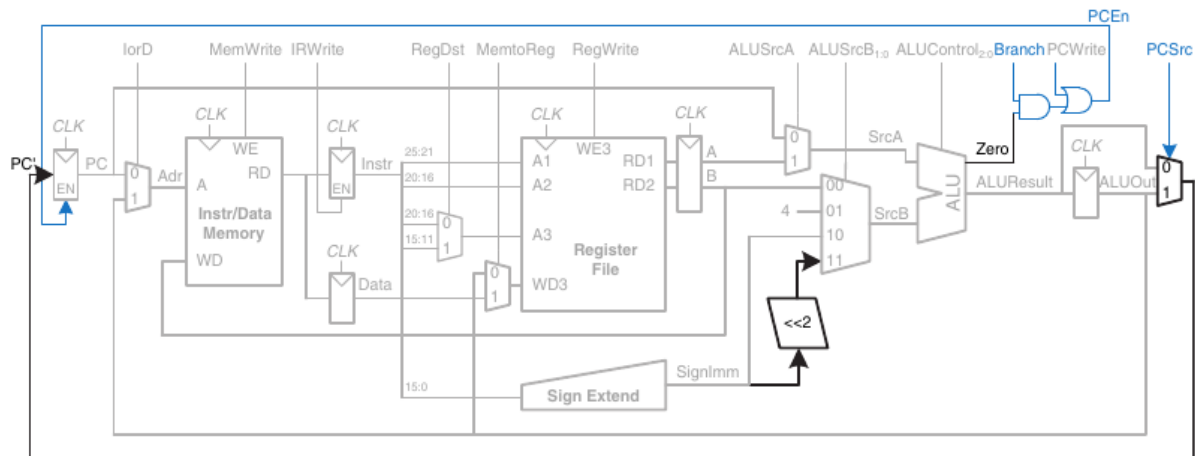 PCEn
IorD MemWrite IRWrite RegDst MemtoReg RegWrite ALUSrcA ALUSrcB1:0 ALUControl2:0 Branch PCWrite PCSrc
CLK CLK CLK CLK CLK
PC' PC EN
0 1 Adr
WE A RD Instr/Data Memory WD
EN Instr
CLK Data
25:21
20:16
20:16 0
15:11 1
0 1
WE3 A1 RD1 A2 RD2 A3 Register File WD3
A
B
0 1 SrcA
00
4 01 SrcB
10
11
ALU Zero
ALUResult CLK ALUOut
0 1
<<2
SignImm
15:0 Sign Extend